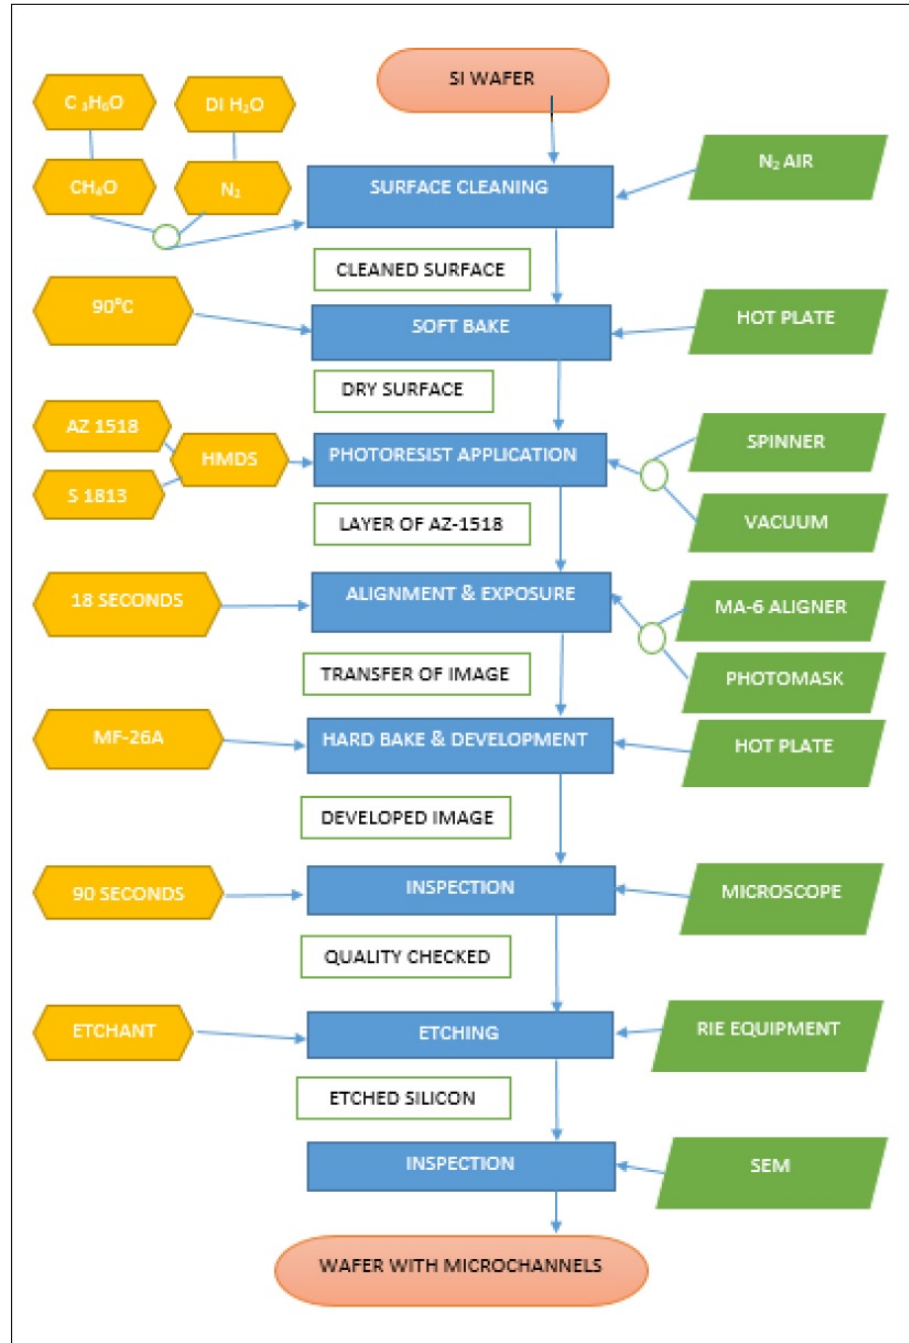 SI WAFER
C ₃H₆O
DI H₂O
N₂ AIR
CH₄O
N₂
SURFACE CLEANING
CLEANED SURFACE
90°C
SOFT BAKE
HOT PLATE
DRY SURFACE
AZ 1518
HMDS
S 1813
PHOTORESIST APPLICATION
SPINNER
VACUUM
LAYER OF AZ-1518
18 SECONDS
ALIGNMENT & EXPOSURE
MA-6 ALIGNER
PHOTOMASK
TRANSFER OF IMAGE
MF-26A
HARD BAKE & DEVELOPMENT
HOT PLATE
DEVELOPED IMAGE
90 SECONDS
INSPECTION
MICROSCOPE
QUALITY CHECKED
ETCHANT
ETCHING
RIE EQUIPMENT
ETCHED SILICON
INSPECTION
SEM
WAFER WITH MICROCHANNELS